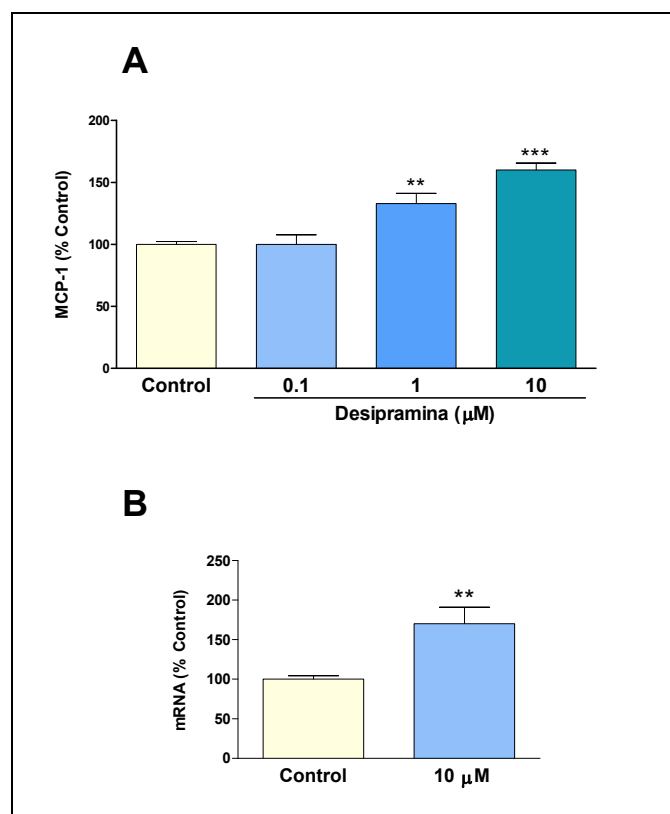 A
MCP-1 (% Control)
200
150
100
50
0
**
***
Control
0.1
1
10
Desipramina (μM)
B
mRNA (% Control)
250
200
150
100
50
0
**
Control
10 μM